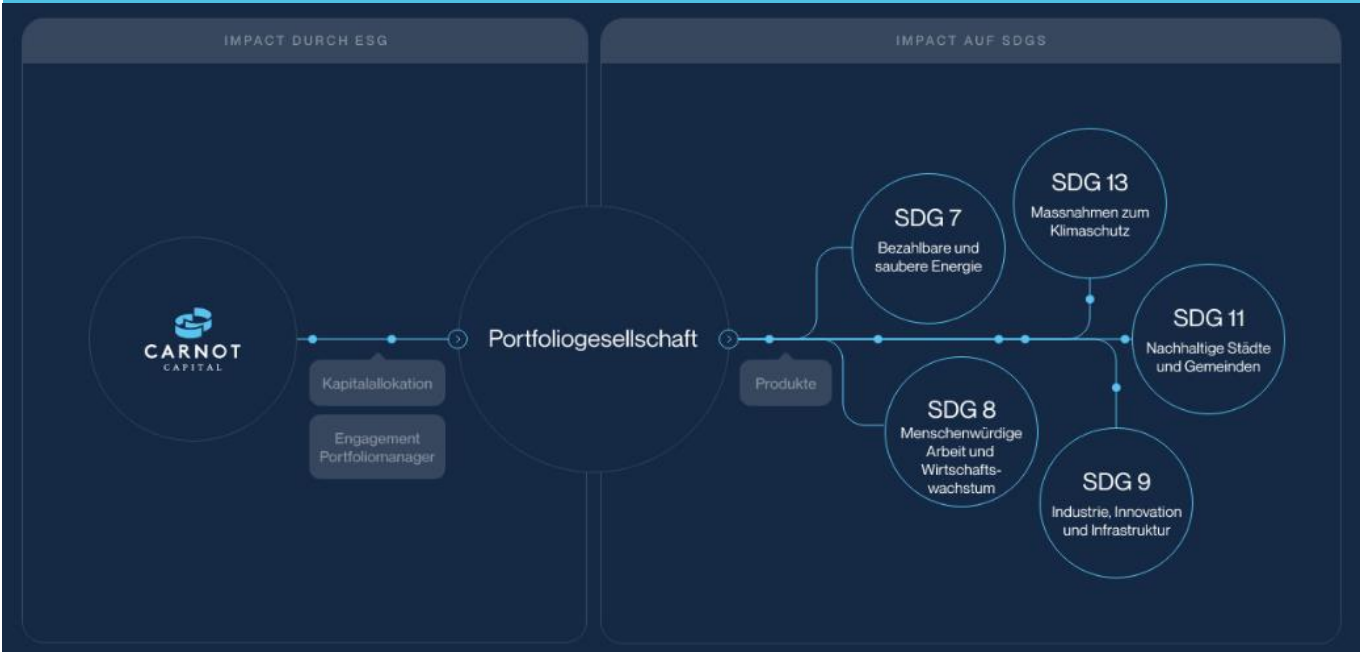 IMPACT DURCH ESG
IMPACT AUF SDGS
CARNOT
CAPITAL
Kapitalallokation
Engagement
Portfoliomanager
Portfoliogesellschaft
Produkte
SDG 7
Bezahlbare und
saubere Energie
SDG 13
Massnahmen zum
Klimaschutz
SDG 11
Nachhaltige Städte
und Gemeinden
SDG 8
Menschenwürdige
Arbeit und
Wirtschafts-
wachstum
SDG 9
Industrie, Innovation
und Infrastruktur